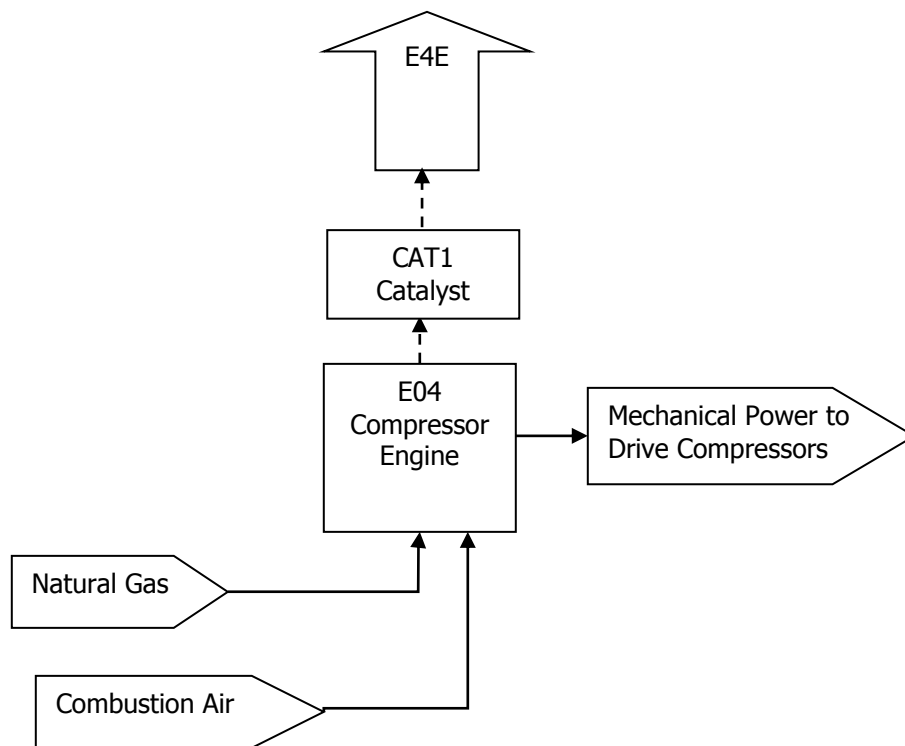 E4E
CAT1
Catalyst
E04
Compressor
Engine
Mechanical Power to
Drive Compressors
Natural Gas
Combustion Air